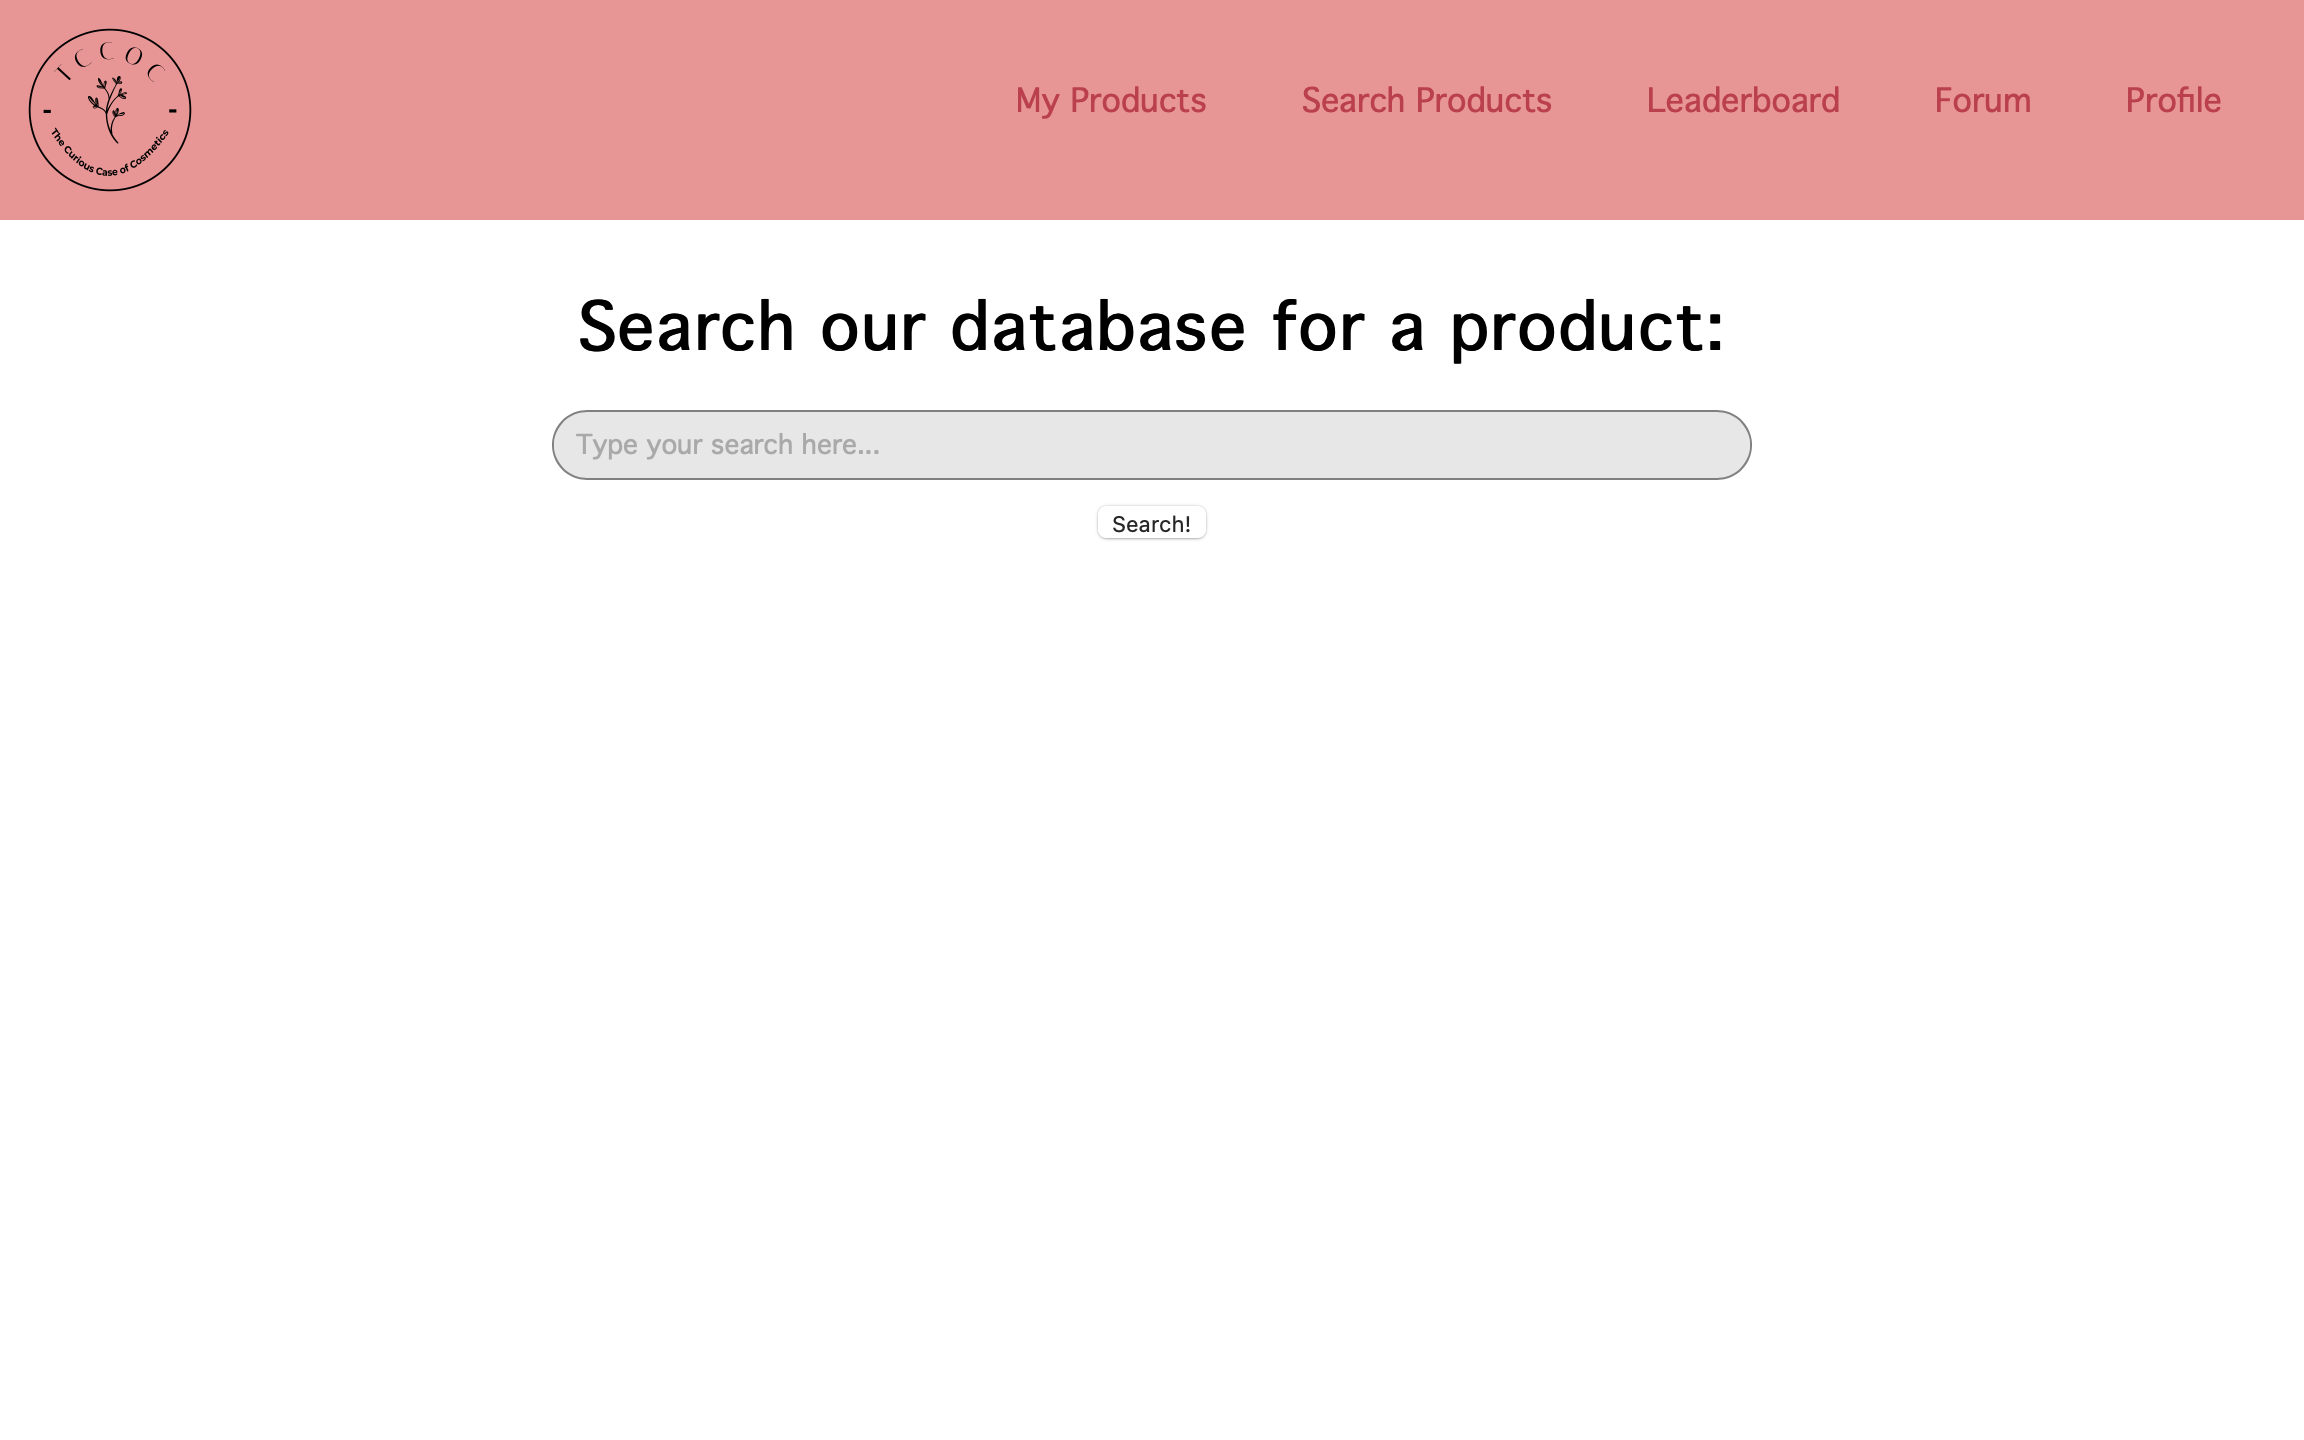 TCCOC
The Curious Case of Cosmetics
My Products Search Products Leaderboard Forum Profile
Search our database for a product:
Type your search here...
Search!